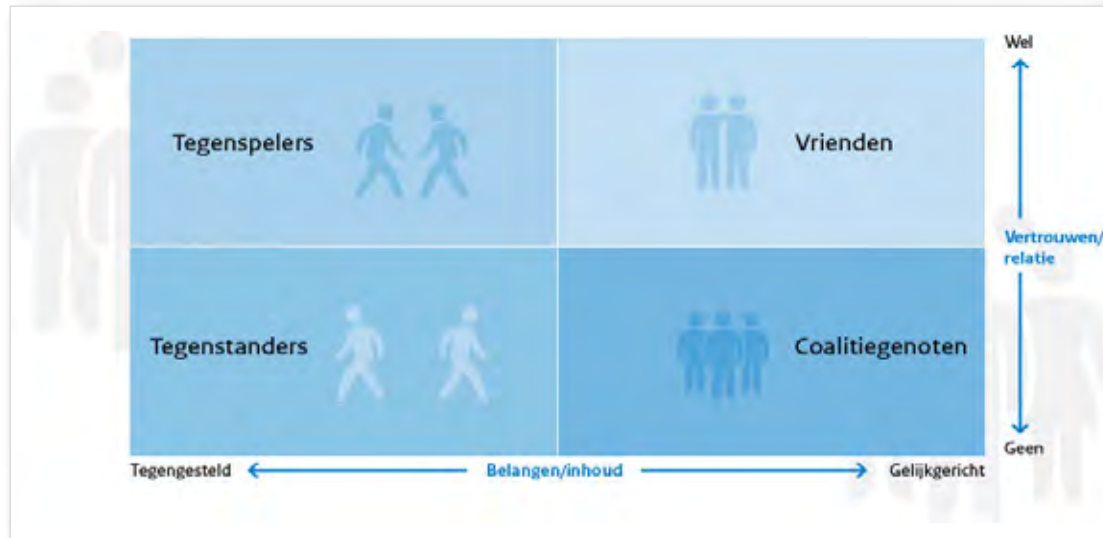 Wel
Tegenspelers
Vrienden
Vertrouwen/
relatie
Tegenstanders
Coalitiegenoten
Geen
Tegengesteld
Belangen/inhoud
Gelijkgericht